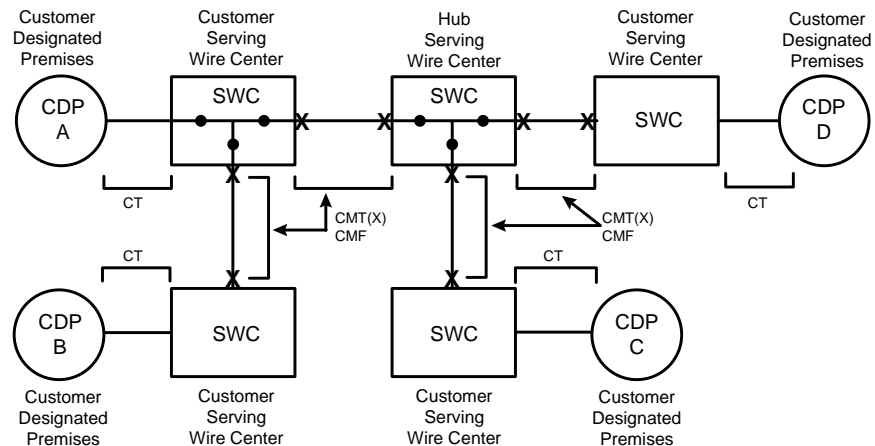 Customer
Designated
Premises
Customer
Serving
Wire Center
Hub
Serving
Wire Center
Customer
Serving
Wire Center
Customer
Designated
Premises
CDP
A
SWC
SWC
SWC
CDP
D
X
X
X
X
X
X
CT
CMT(X)
CMF
CMT(X)
CMF
CT
CT
CT
X
X
CDP
B
SWC
SWC
CDP
C
Customer
Designated
Premises
Customer
Serving
Wire Center
Customer
Serving
Wire Center
Customer
Designated
Premises